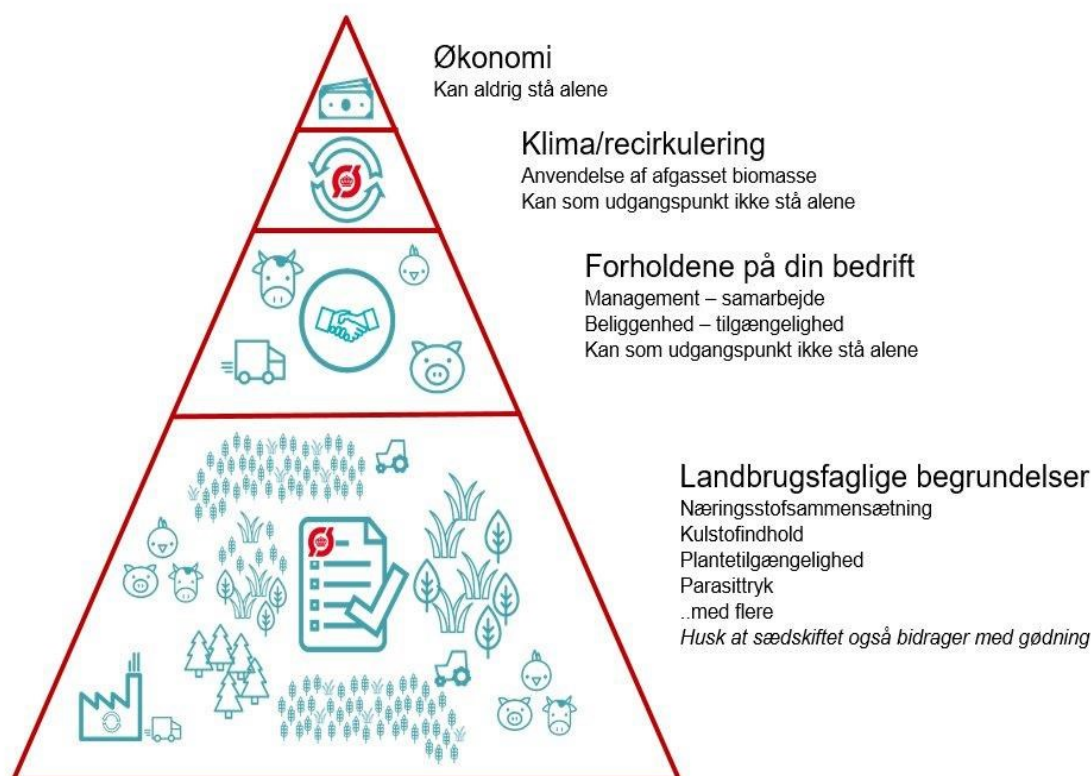 Økonomi
Kan aldrig stå alene
Klima/recirkulering
Anvendelse af afgasset biomasse
Kan som udgangspunkt ikke stå alene
Forholdene på din bedrift
Management – samarbejde
Beliggenhed – tilgængelighed
Kan som udgangspunkt ikke stå alene
Landbrugsfaglige begrundelser
Næringsstofsammensætning
Kulstofindhold
Plantetilgængelighed
Parasittryk
..med flere
Husk at sædskiftet også bidrager med gødning